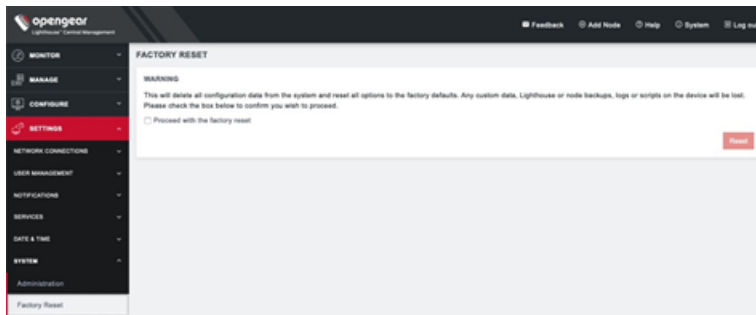 opengear
Lighthouse™ Central Management
Feedback
Add Node
Help
System
Log ou
MONITOR
MANAGE
CONFIGURE
SETTINGS
NETWORK CONNECTIONS
USER MANAGEMENT
NOTIFICATIONS
SERVICES
DATE & TIME
SYSTEM
Administration
Factory Reset
FACTORY RESET
WARNING
This will delete all configuration data from the system and reset all options to the factory defaults. Any custom data, Lighthouse or node backups, logs or scripts on the device will be lost.
Please check the box below to confirm you wish to proceed.
Proceed with the factory reset
Reset